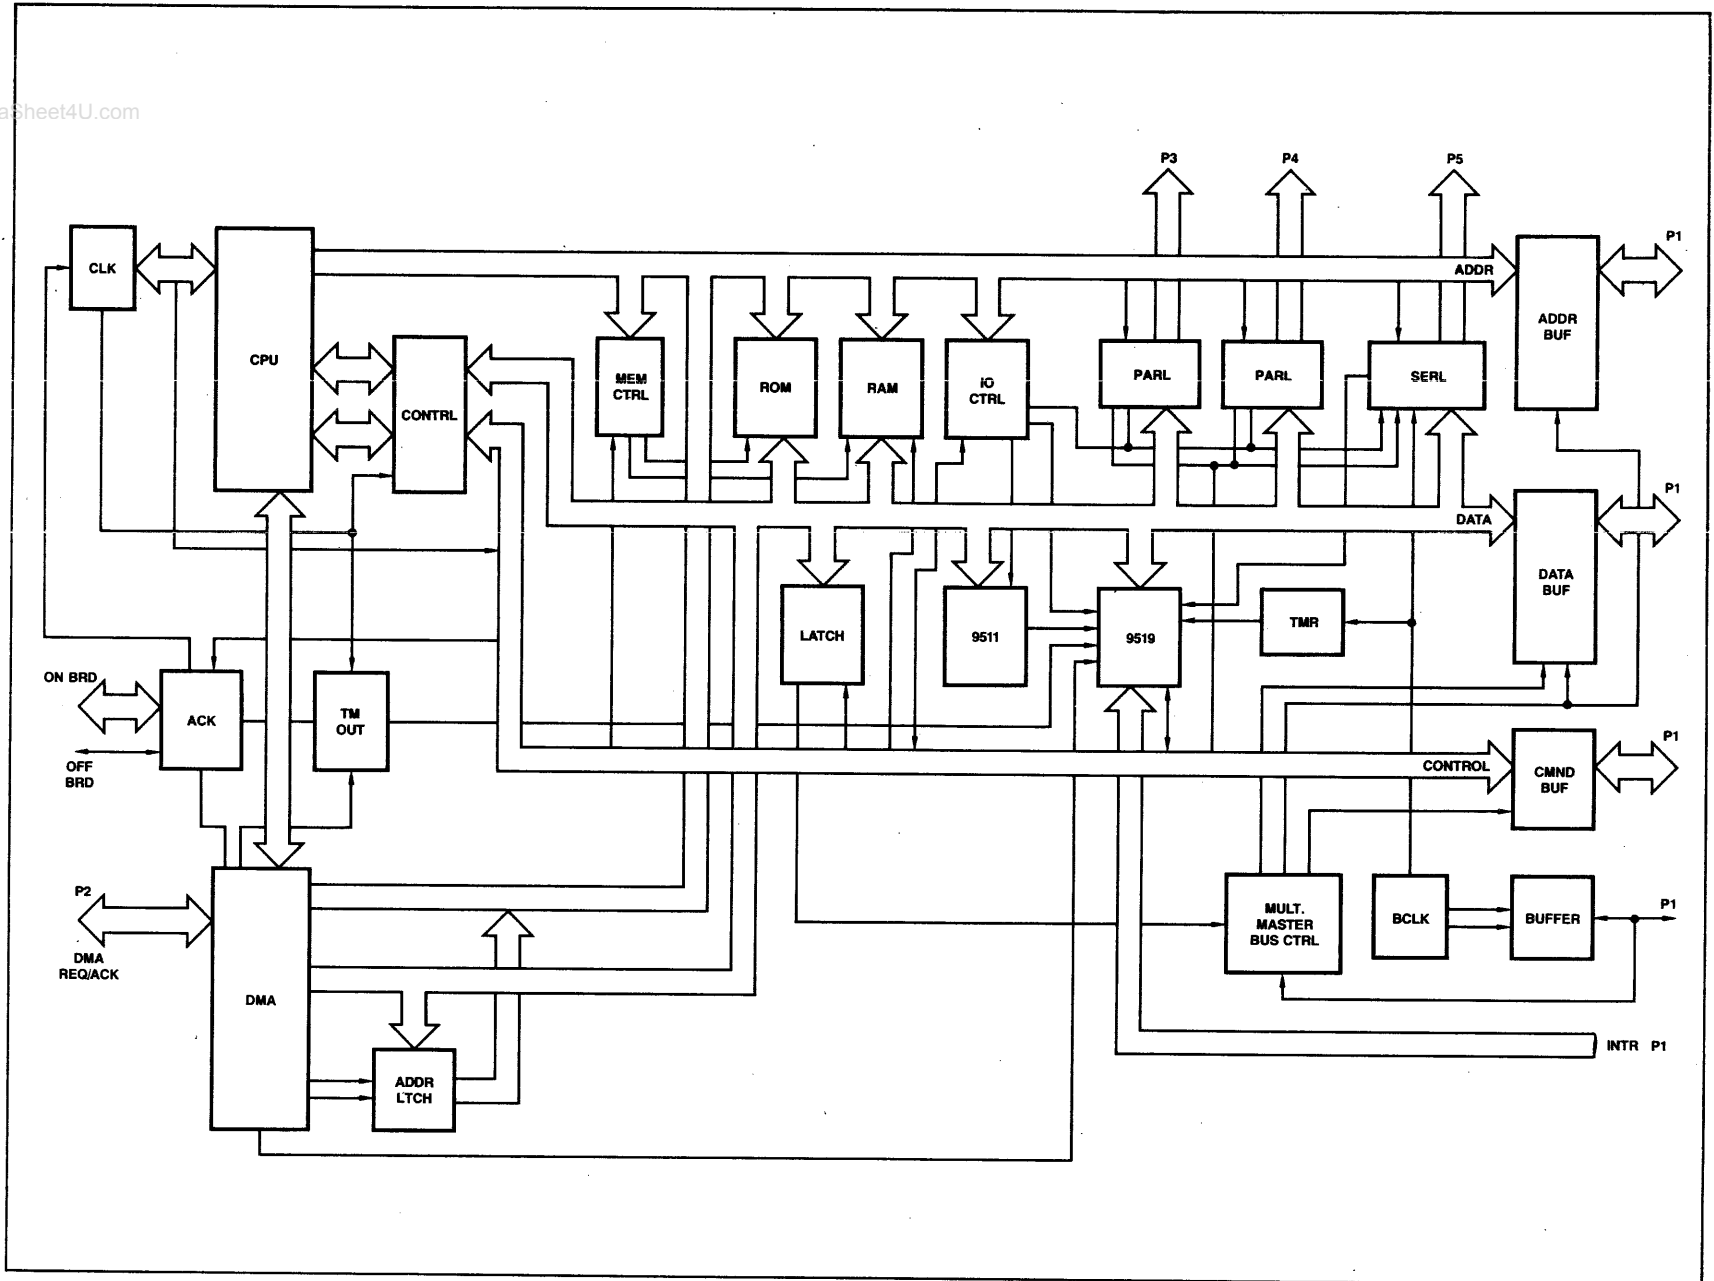 aSheet4U.com
P3
P4
P5
CLK
CPU
CONTRL
MEM
CTRL
ROM
RAM
IO
CTRL
PARL
PARL
SERL
ADDR
ADDR
BUF
P1
DATA
DATA
BUF
P1
LATCH
9511
9519
TMR
ON BRD
ACK
OFF
BRD
TM
OUT
CONTROL
CMND
BUF
P1
P2
DMA
REQ/ACK
DMA
ADDR
LTCH
MULT.
MASTER
BUS CTRL
BCLK
BUFFER
P1
INTR P1